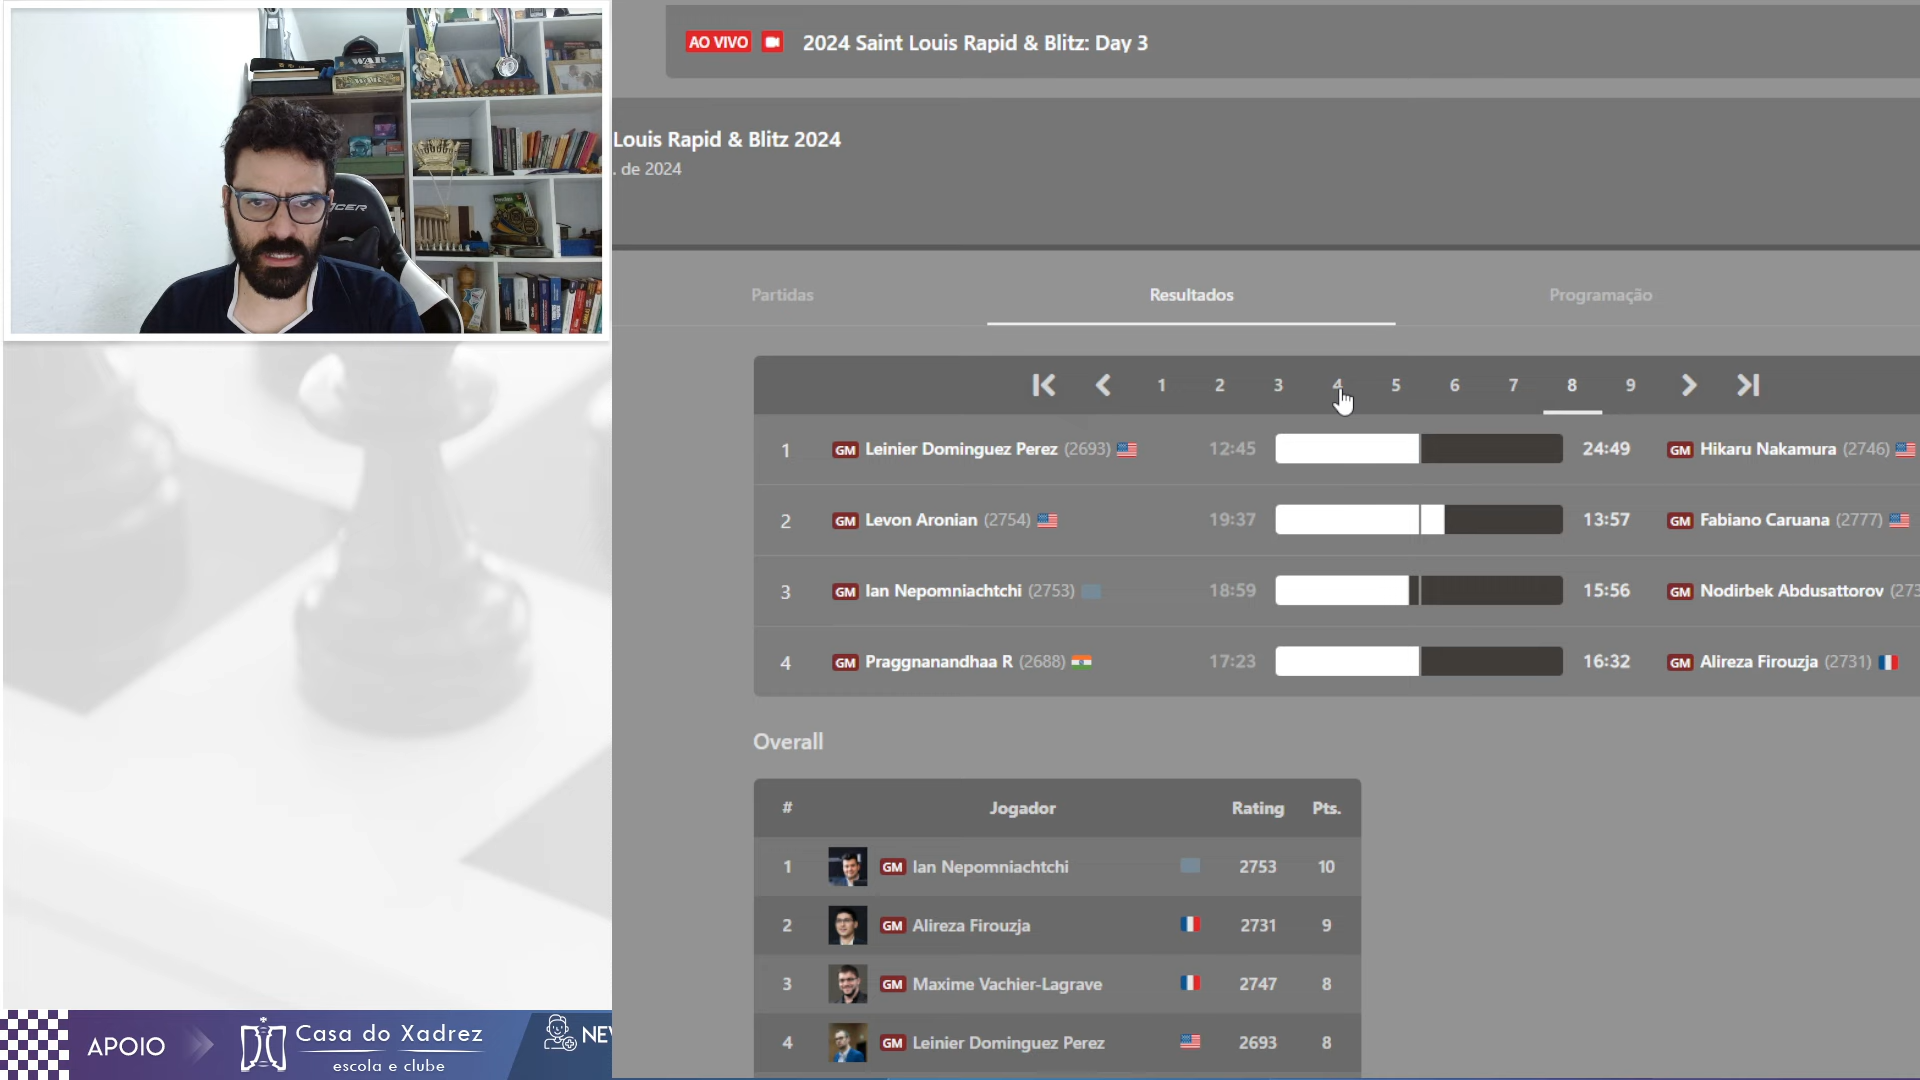 AO VIVO 2024 Saint Louis Rapid & Blitz: Day 3
Louis Rapid & Blitz 2024
. de 2024
Partidas Resultados Programação
1 2 3 4 5 6 7 8 9
1 GM Leinier Dominguez Perez (2693) 12:45 24:49 GM Hikaru Nakamura (2746)
2 GM Levon Aronian (2754) 19:37 13:57 GM Fabiano Caruana (2777)
3 GM Ian Nepomniachtchi (2753) 18:59 15:56 GM Nodirbek Abdusattorov (273
4 GM Praggnanandhaa R (2688) 17:23 16:32 GM Alireza Firouzja (2731)
Overall
# Jogador Rating Pts.
1 GM Ian Nepomniachtchi 2753 10
2 GM Alireza Firouzja 2731 9
3 GM Maxime Vachier-Lagrave 2747 8
4 GM Leinier Dominguez Perez 2693 8
WAR
CER
APOIO
Casa do Xadrez
escola e clube
NEV